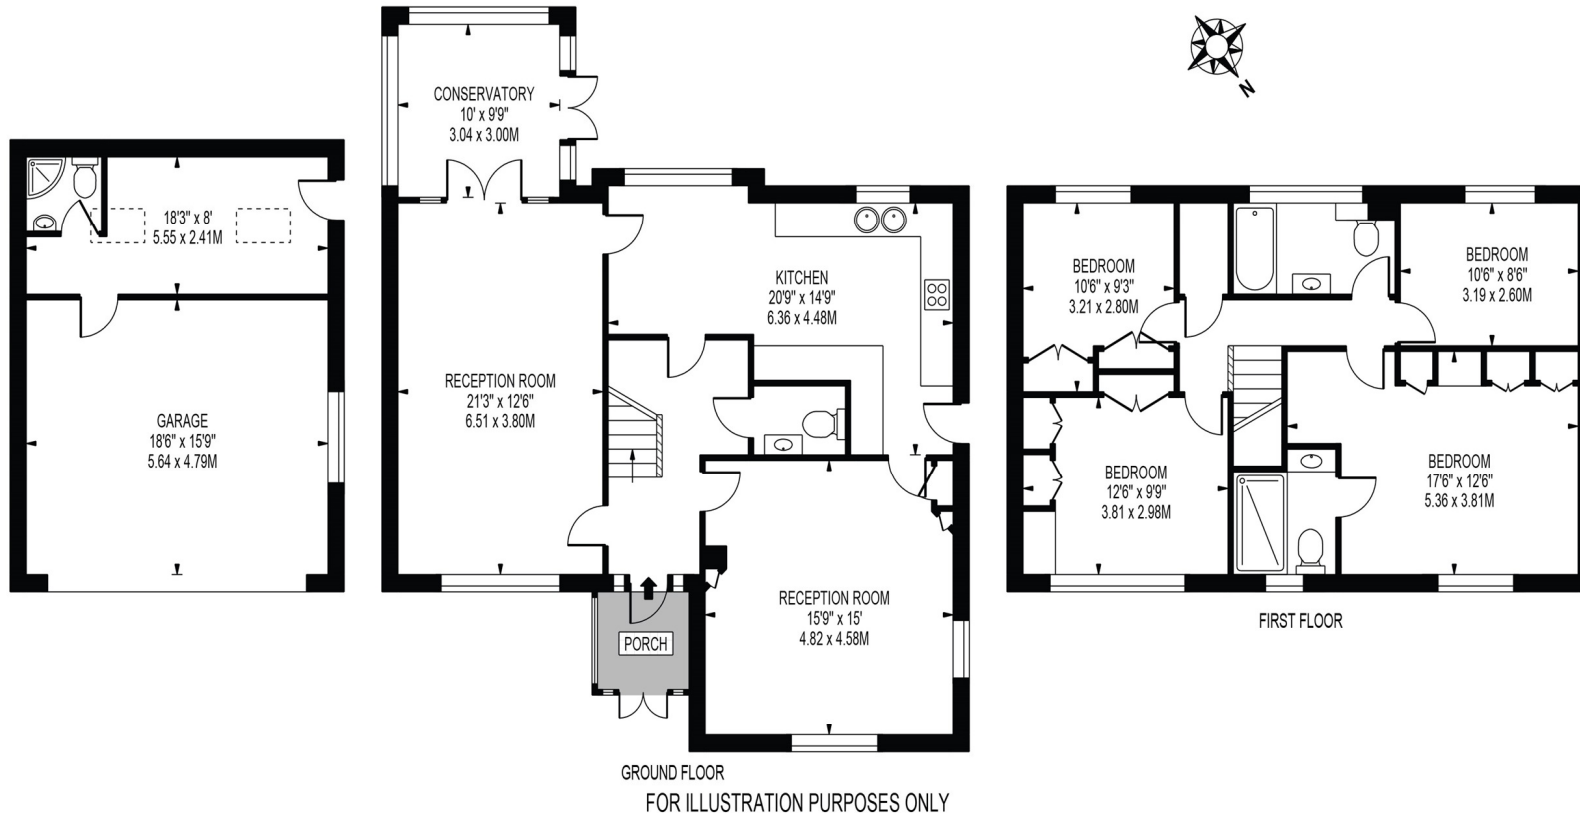 N
CONSERVATORY
10' x 9'9"
3.04 x 3.00M
18'3" x 8'
5.55 x 2.41M
GARAGE
18'6" x 15'9"
5.64 x 4.79M
RECEPTION ROOM
21'3" x 12'6"
6.51 x 3.80M
KITCHEN
20'9" x 14'9"
6.36 x 4.48M
RECEPTION ROOM
15'9" x 15'
4.82 x 4.58M
PORCH
GROUND FLOOR
BEDROOM
10'6" x 9'3"
3.21 x 2.80M
BEDROOM
10'6" x 8'6"
3.19 x 2.60M
BEDROOM
12'6" x 9'9"
3.81 x 2.98M
BEDROOM
17'6" x 12'6"
5.36 x 3.81M
FIRST FLOOR
FOR ILLUSTRATION PURPOSES ONLY